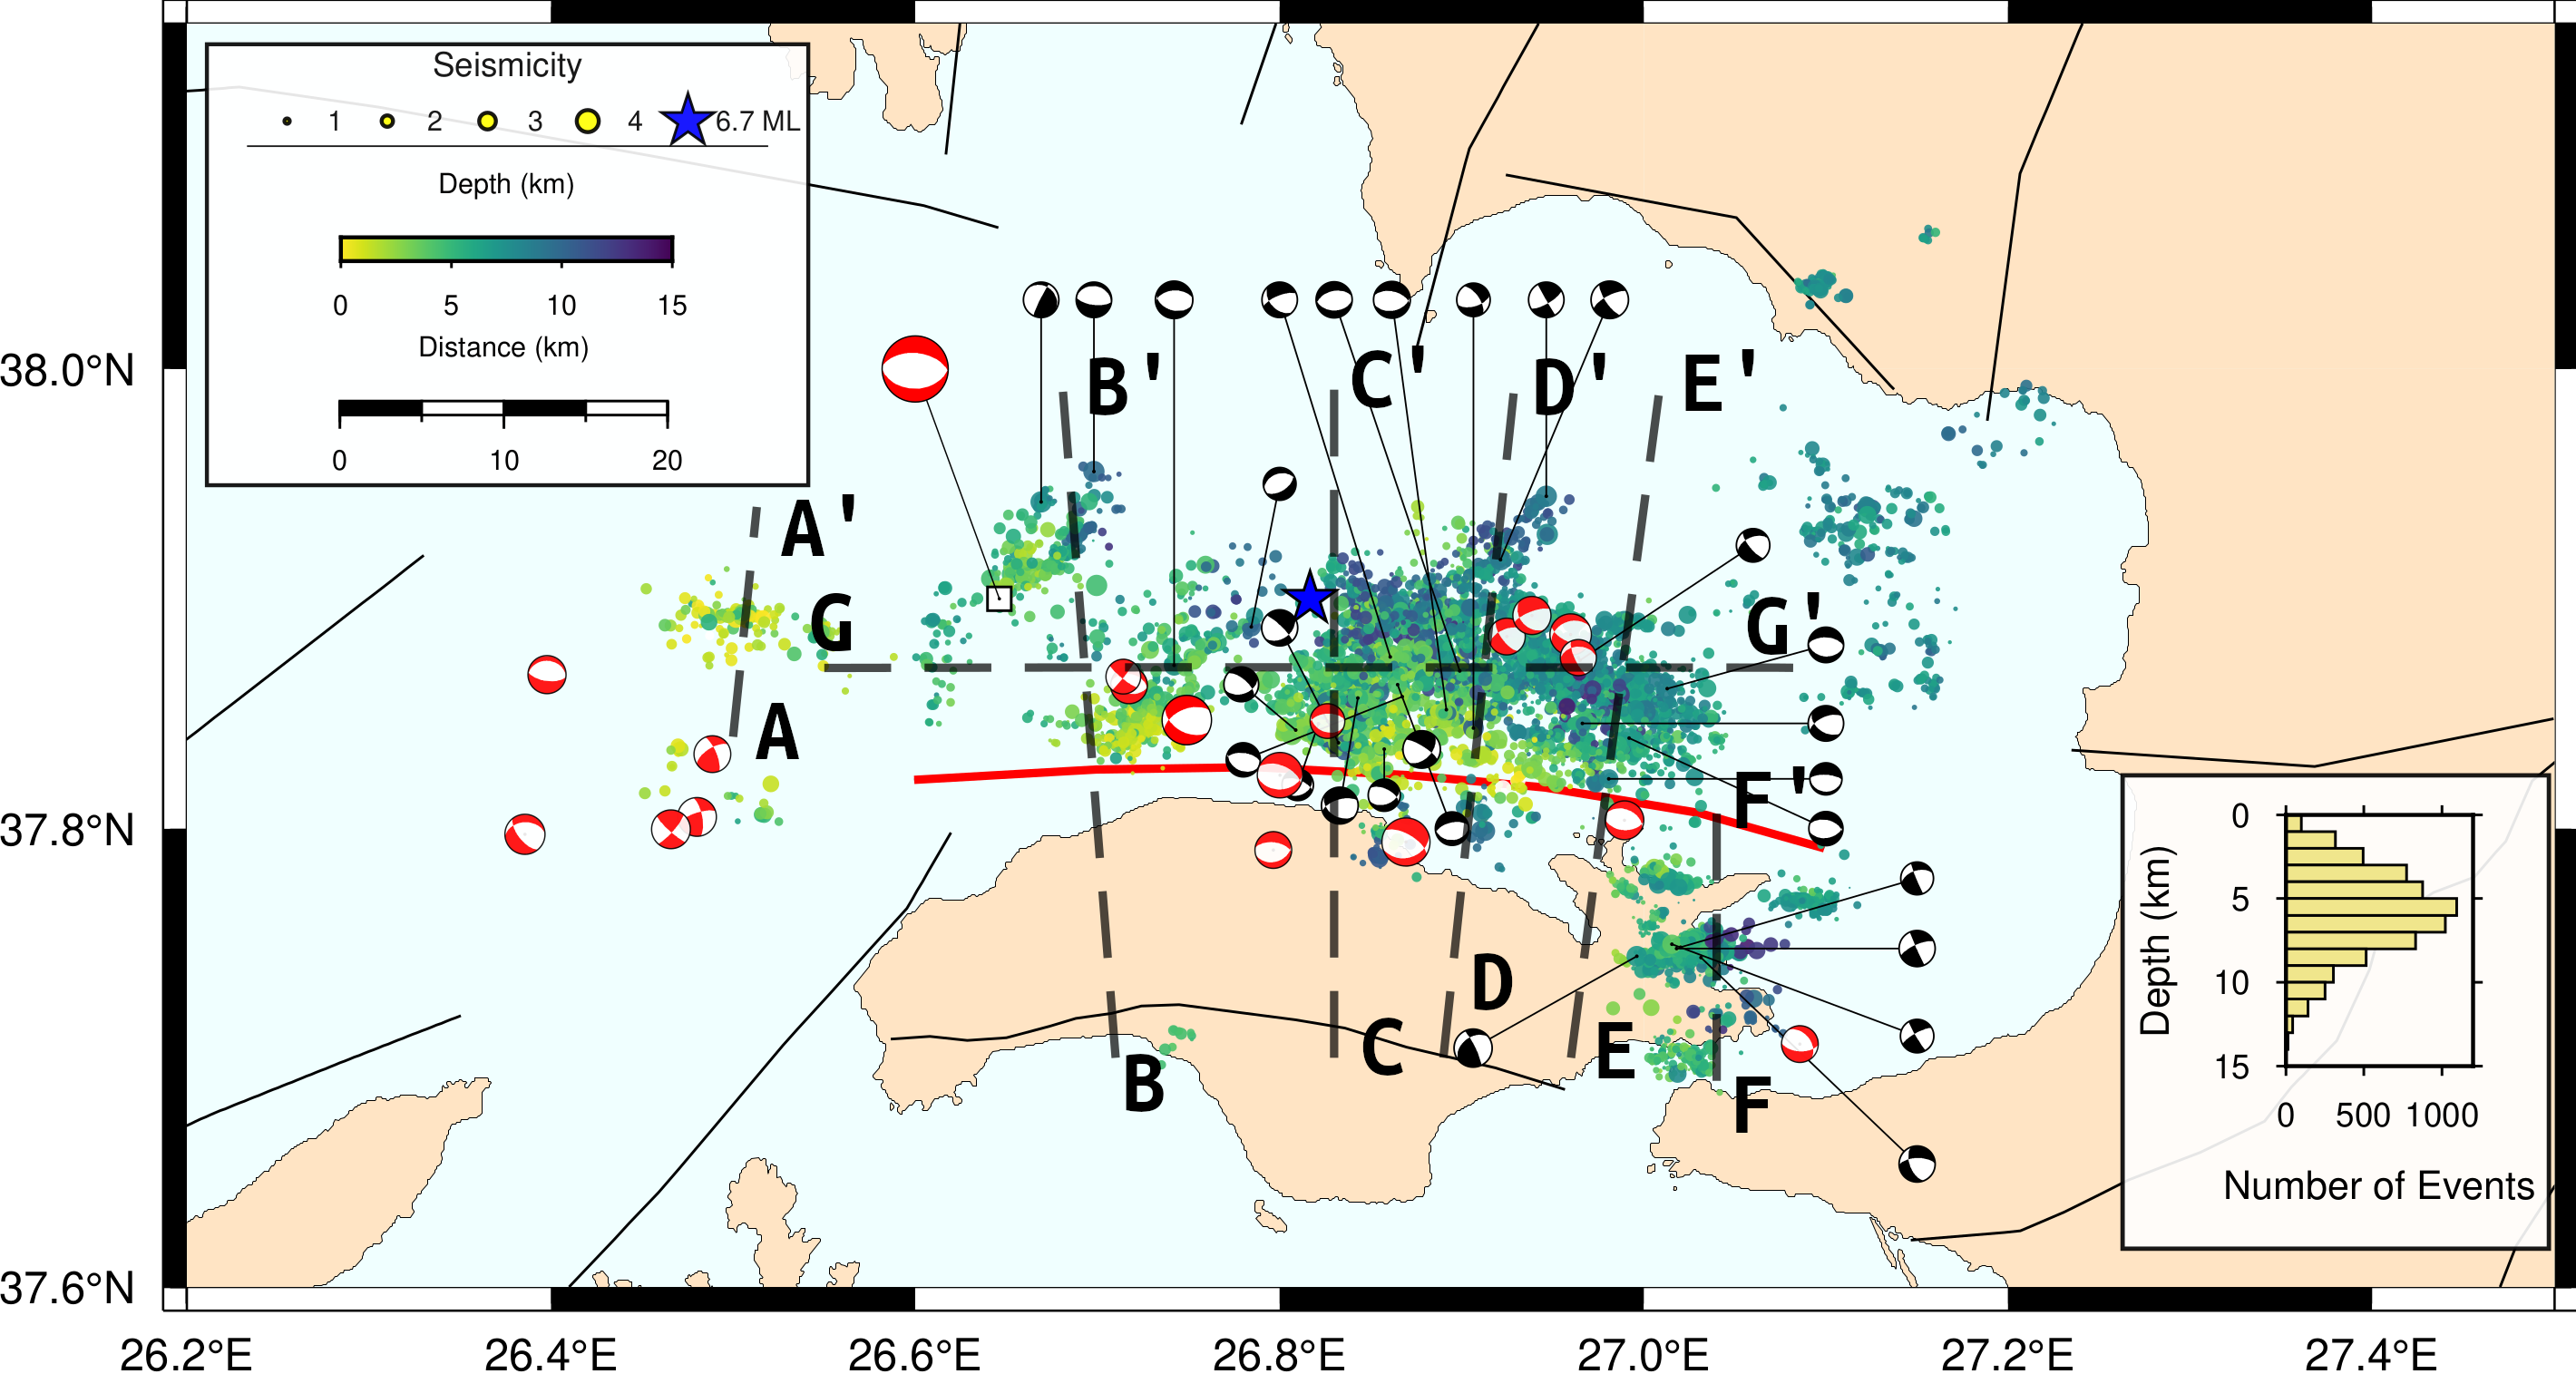 Seismicity
1 2 3 4 6.7 ML
Depth (km)
0 5 10 15
Distance (km)
0 10 20
38.0°N
37.8°N
37.6°N
26.2°E 26.4°E 26.6°E 26.8°E 27.0°E 27.2°E 27.4°E
B' C' D' E'
A'
G G'
A
F'
D
C E
B F
Depth (km)
0
5
10
15
0 500 1000
Number of Events